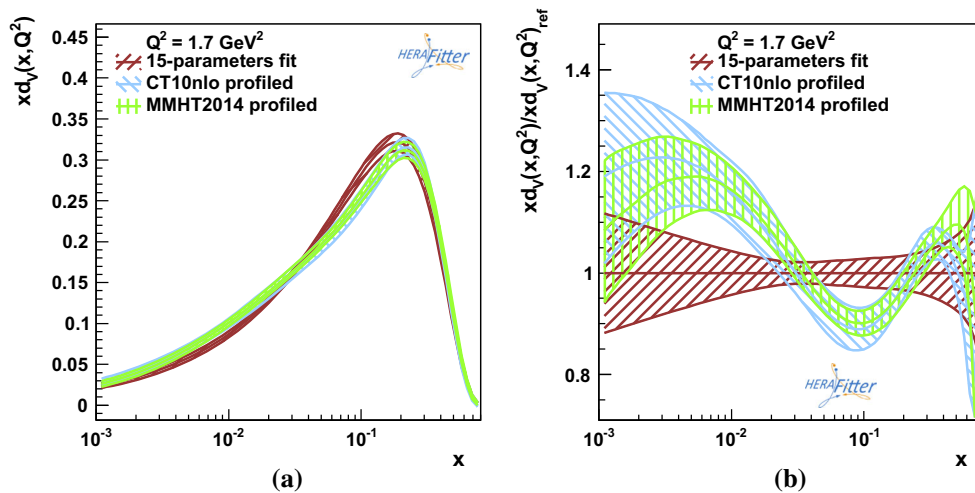 xd_V(x,Q²)
0.45
0.4
0.35
0.3
0.25
0.2
0.15
0.1
0.05
0
Q² = 1.7 GeV²
15-parameters fit
CT10nlo profiled
MMHT2014 profiled
HERAFitter
10⁻³
10⁻²
10⁻¹
x
(a)
xd_V(x,Q²)/xd_V(x,Q²)_ref
1.4
1.2
1
0.8
Q² = 1.7 GeV²
15-parameters fit
CT10nlo profiled
MMHT2014 profiled
HERAFitter
10⁻³
10⁻²
10⁻¹
x
(b)